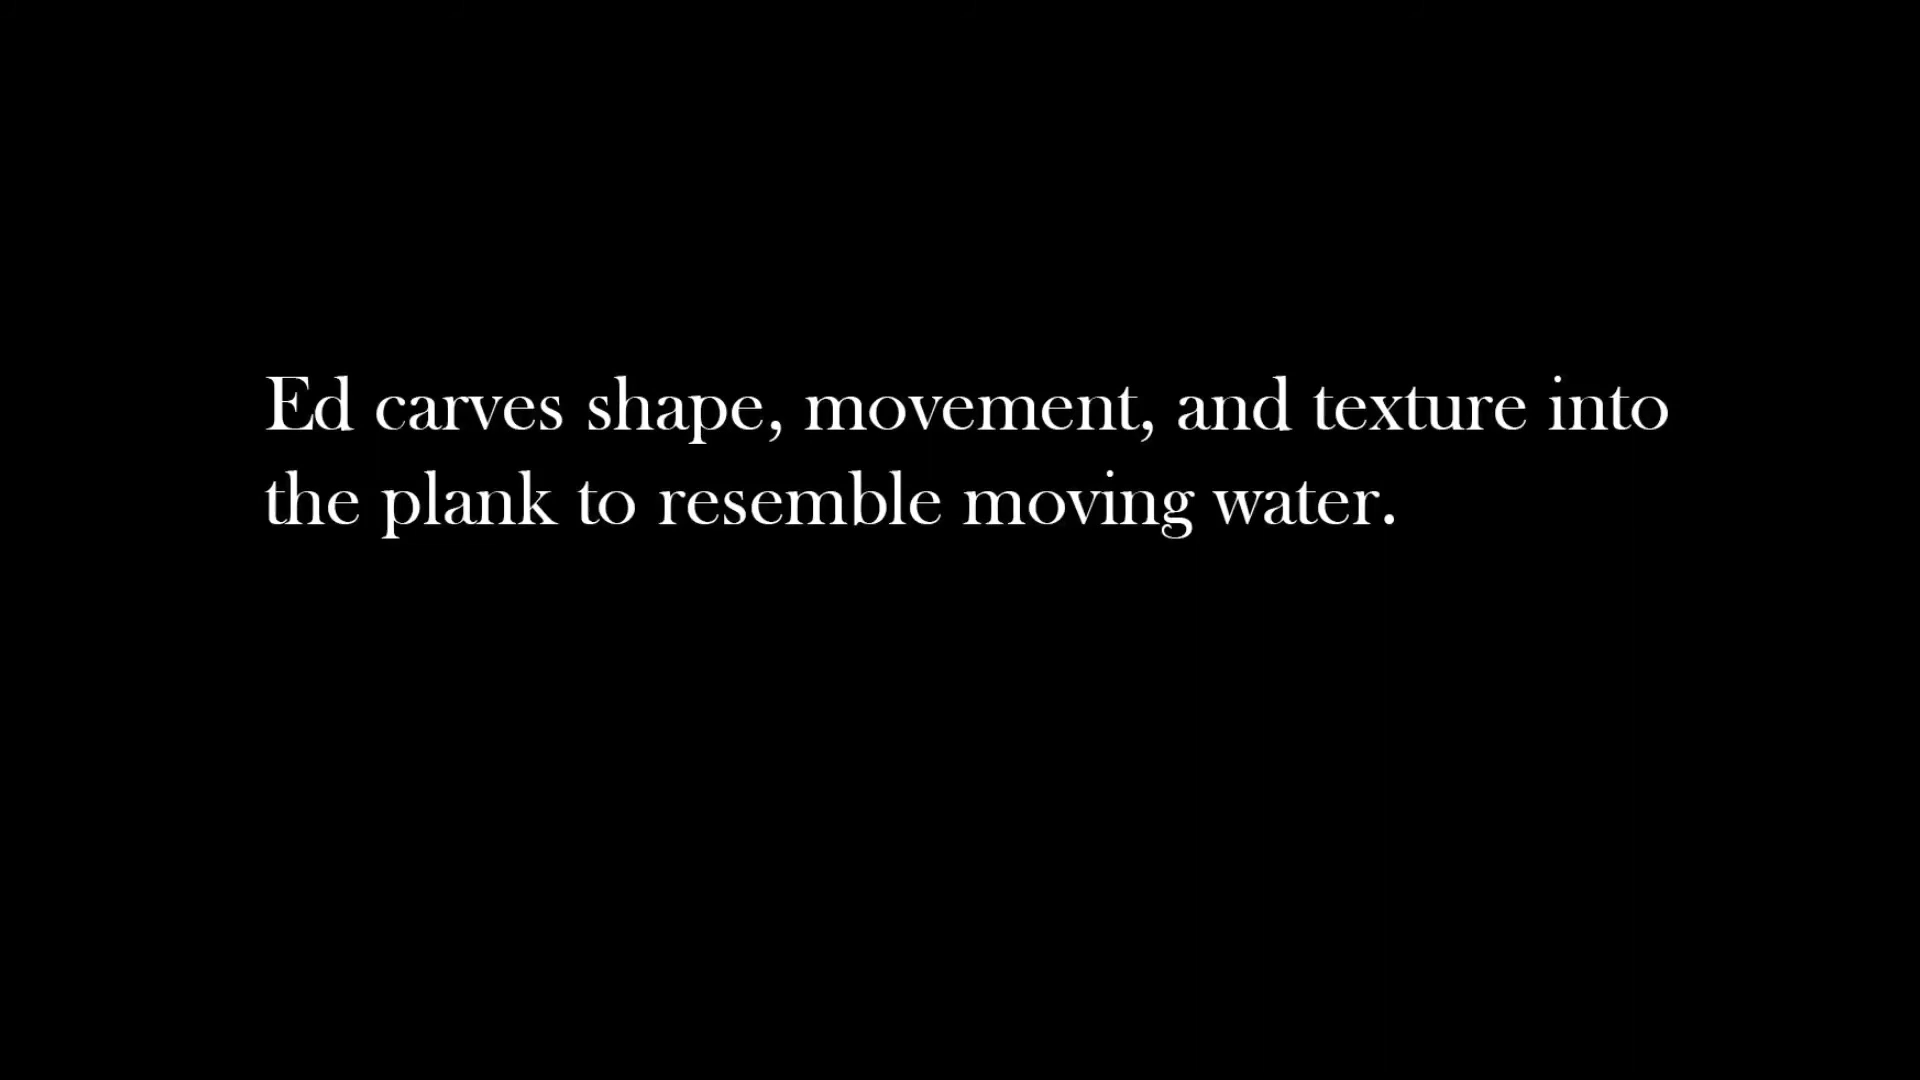 Ed carves shape, movement, and texture into
the plank to resemble moving water.